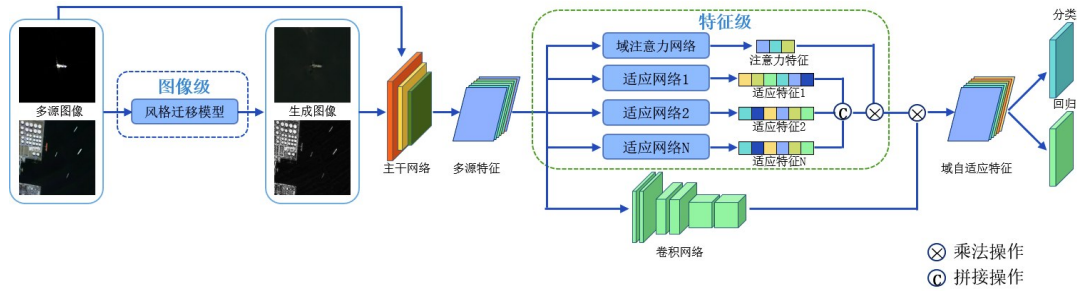 特征级
分类
域注意力网络
注意力特征
图像级
适应网络1
适应特征1
多源图像
风格迁移模型
生成图像
回归
适应网络2
适应特征2
C
适应网络N
适应特征N
主干网络
多源特征
域自适应特征
卷积网络
乘法操作
C
拼接操作